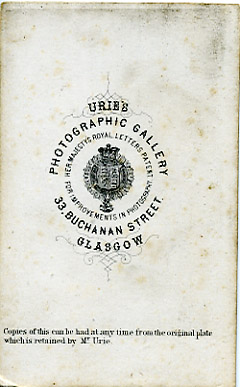 URIE'S
PHOTOGRAPHIC GALLERY
HER MAJESTYS ROYAL LETTERS PATENT
FOR IMPROVEMENTS IN PHOTOGRAPHY
33, BUCHANAN STREET.
GLASGOW
Copies of this can be had at any time from the original plate
which is retained by Mr Urie.